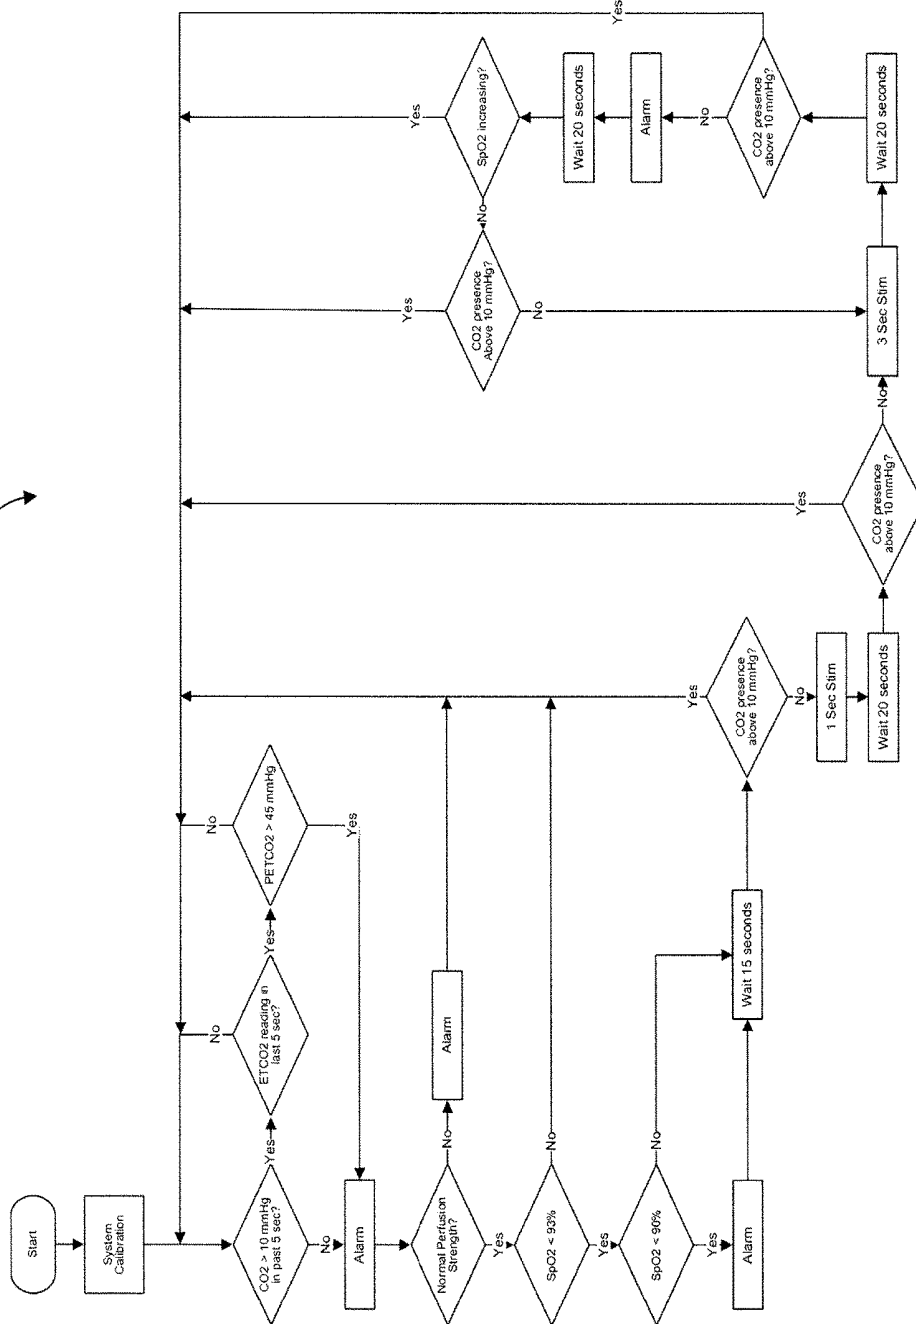 Start
System
Calibration
CO2 > 10 mmHg
in past 5 sec?
Yes
No
ETCO2 reading in
last 5 sec?
No
Yes
PETCO2 > 45 mmHg
No
Yes
Alarm
Normal Perfusion
Strength?
No
Alarm
Yes
SpO2 < 93%
No
Yes
SpO2 < 90%
No
Yes
Alarm
Wait 15 seconds
CO2 presence
above 10 mmHg?
Yes
No
1 Sec Stim
Wait 20 seconds
CO2 presence
above 10 mmHg?
Yes
No
3 Sec Stim
Wait 20 seconds
CO2 presence
above 10 mmHg?
Yes
No
Alarm
Wait 20 seconds
SpO2 increasing?
Yes
No
CO2 presence
Above 10 mmHg?
Yes
No